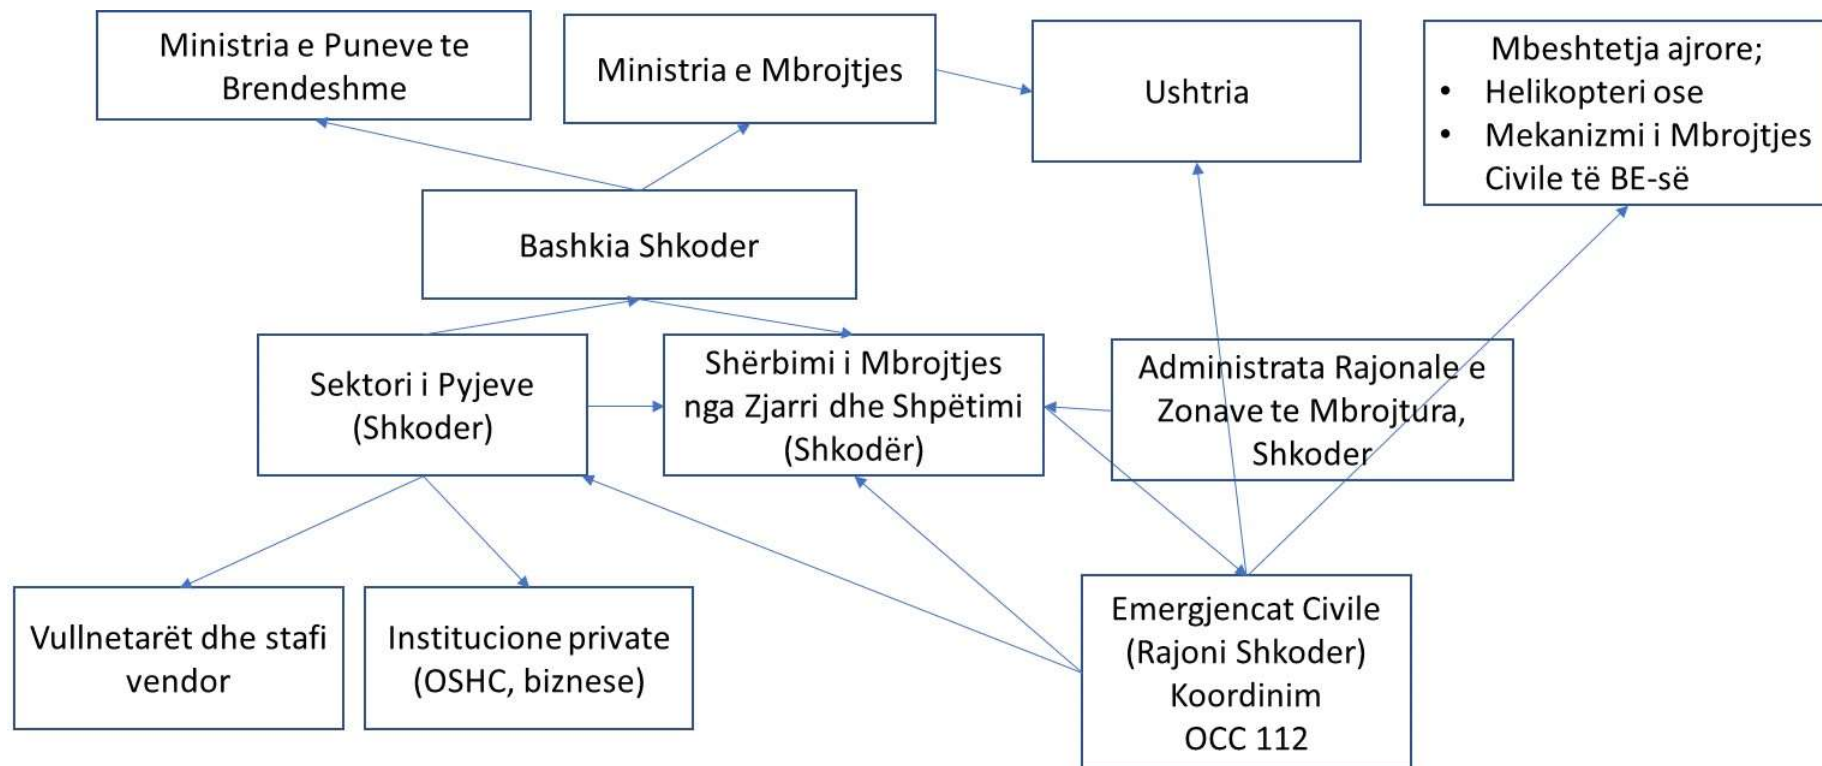 Ministria e Puneve te
Brendeshme
Ministria e Mbrojtjes
Ushtria
Mbeshtetja ajrore;
• Helikopteri ose
• Mekanizmi i Mbrojtjes
Civile të BE-së
Bashkia Shkoder
Sektori i Pyjeve
(Shkoder)
Shërbimi i Mbrojtjes
nga Zjarri dhe Shpëtimi
(Shkodër)
Administrata Rajonale e
Zonave te Mbrojtura,
Shkoder
Vullnetarët dhe stafi
vendor
Institucione private
(OSHC, biznese)
Emergjencat Civile
(Rajoni Shkoder)
Koordinim
OCC 112